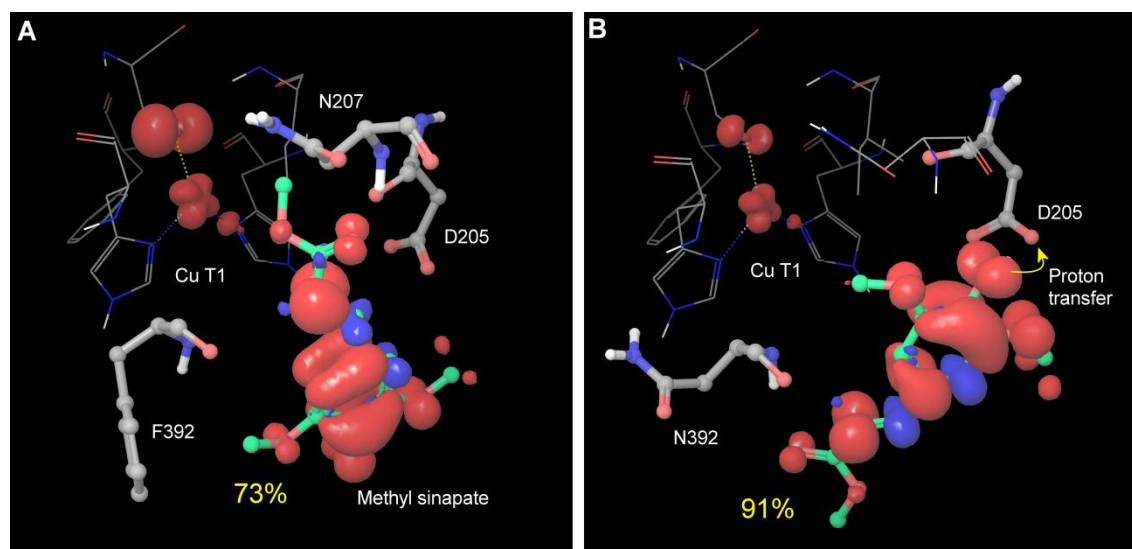 A
N207
D205
Cu T1
F392
73%
Methyl sinapate
B
D205
Cu T1
Proton
transfer
N392
91%